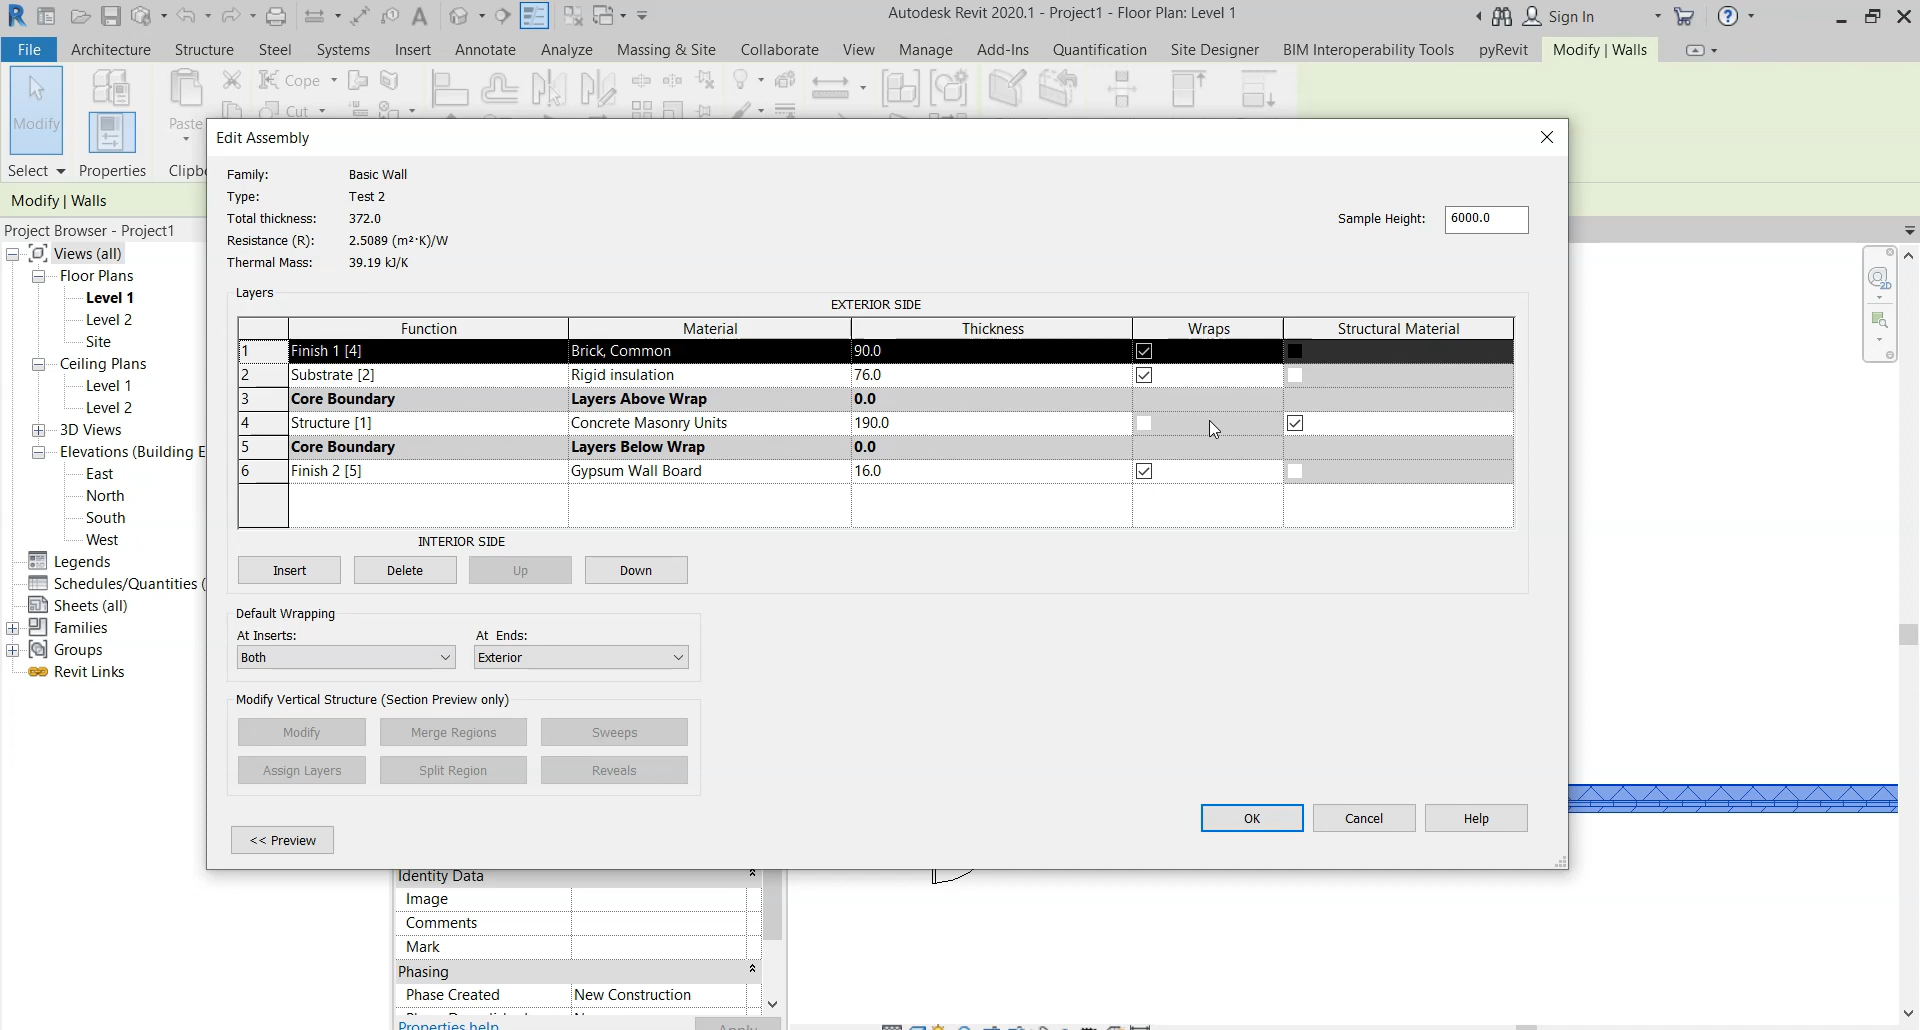 Autodesk Revit 2020.1 - Project1 - Floor Plan: Level 1
Sign In
File Architecture Structure Steel Systems Insert Annotate Analyze Massing & Site Collaborate View Manage Add-Ins Quantification Site Designer BIM Interoperability Tools pyRevit Modify | Walls
Modify
Paste
Cope
Cut
Select Properties
Modify | Walls
Project Browser - Project1
Views (all)
Floor Plans
Level 1
Level 2
Site
Ceiling Plans
Level 1
Level 2
3D Views
Elevations (Building E
East
North
South
West
Legends
Schedules/Quantities (
Sheets (all)
Families
Groups
Revit Links
Edit Assembly
Family: Basic Wall
Type: Test 2
Total thickness: 372.0
Resistance (R): 2.5089 (m²·K)/W
Thermal Mass: 39.19 kJ/K
Sample Height: 6000.0
Layers
EXTERIOR SIDE
Function Material Thickness Wraps Structural Material
1 Finish 1 [4] Brick, Common 90.0
2 Substrate [2] Rigid insulation 76.0
3 Core Boundary Layers Above Wrap 0.0
4 Structure [1] Concrete Masonry Units 190.0
5 Core Boundary Layers Below Wrap 0.0
6 Finish 2 [5] Gypsum Wall Board 16.0
INTERIOR SIDE
Insert Delete Up Down
Default Wrapping
At Inserts: At Ends:
Both Exterior
Modify Vertical Structure (Section Preview only)
Modify Merge Regions Sweeps
Assign Layers Split Region Reveals
<< Preview
OK Cancel Help
Identity Data
Image
Comments
Mark
Phasing
Phase Created New Construction
Properties help Apply
2D